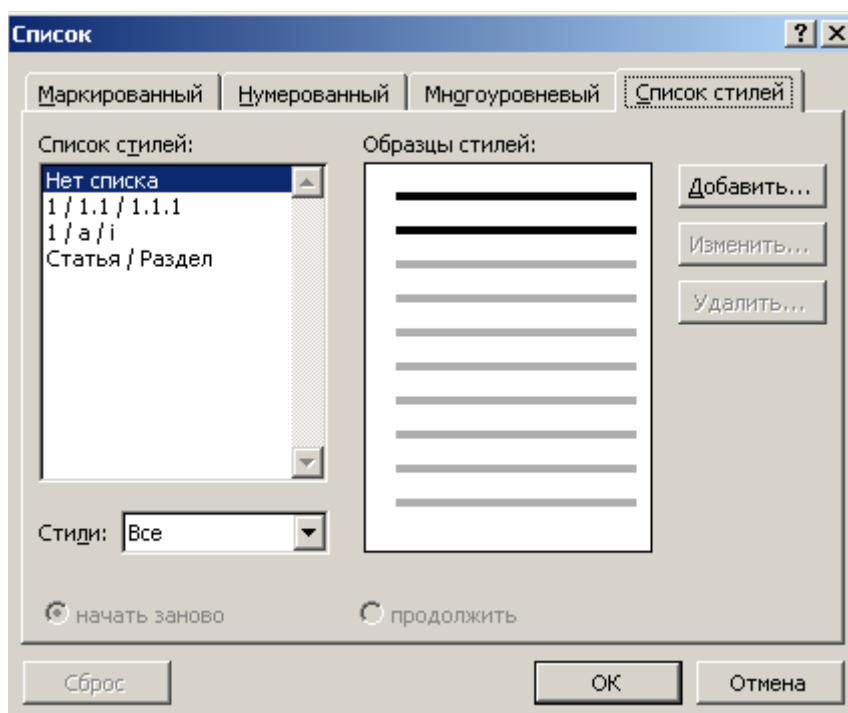 Список
Маркированный Нумерованный Многоуровневый Список стилей
Список стилей: Образцы стилей:
Нет списка
1 / 1.1 / 1.1.1
1 / a / i
Статья / Раздел
Добавить...
Изменить...
Удалить...
Стили: Все
начать заново продолжить
Сброс ОК Отмена